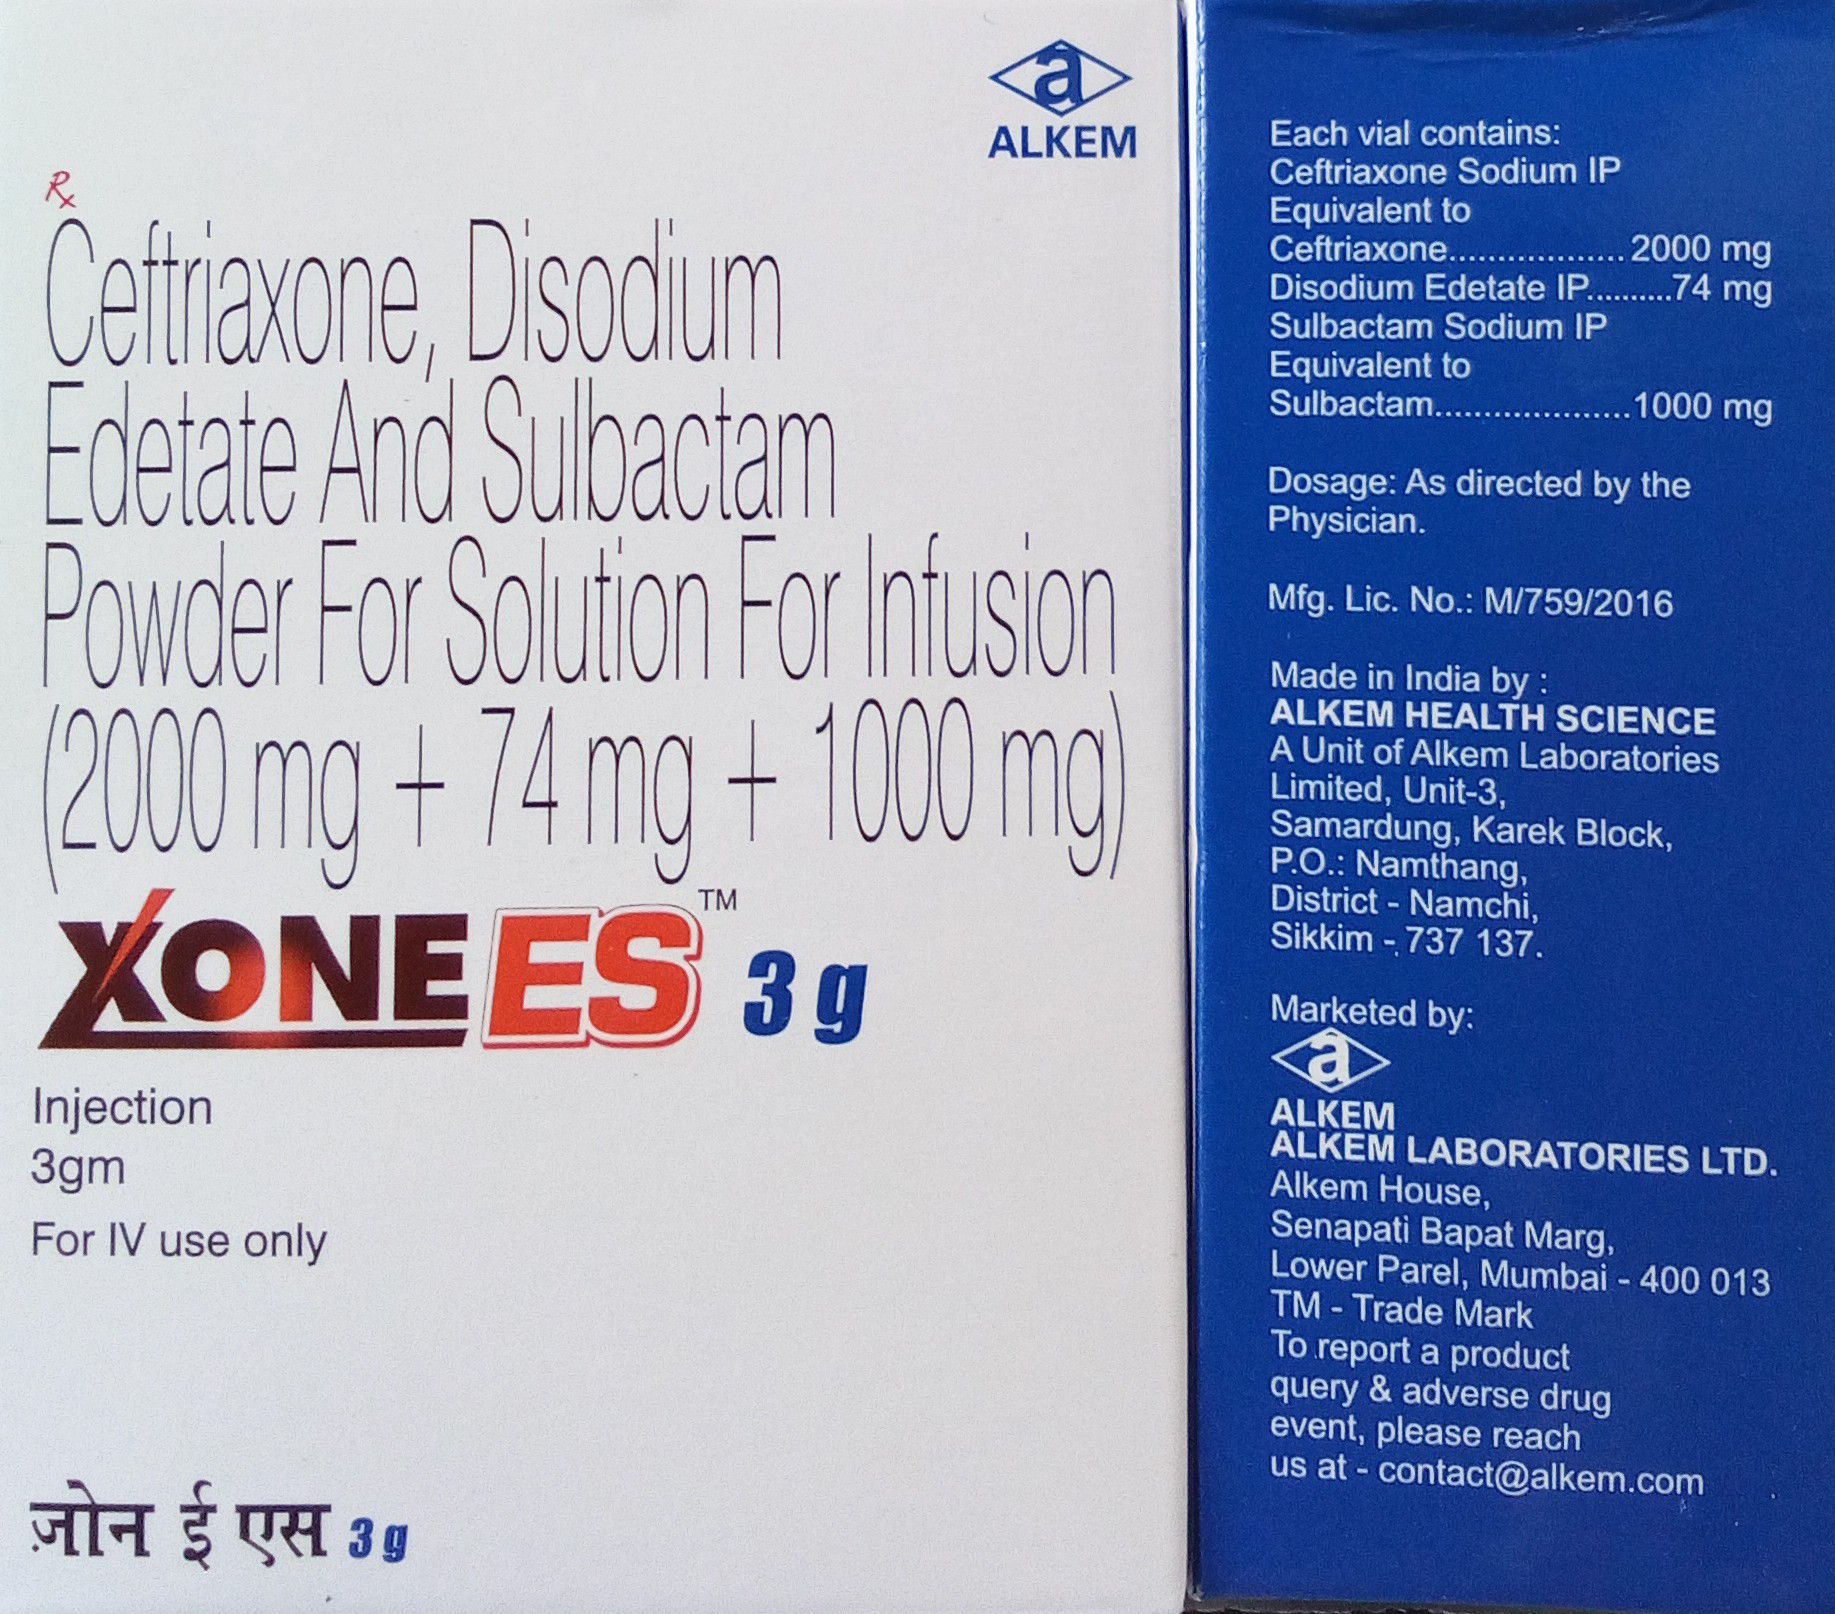 a
ALKEM
Rx
Ceftriaxone, Disodium
Edetate And Sulbactam
Powder For Solution For Infusion
(2000 mg + 74 mg + 1000 mg)
XONE ES™ 3 g
Injection
3gm
For IV use only
ज़ोन ई एस 3 g
Each vial contains:
Ceftriaxone Sodium IP
Equivalent to
Ceftriaxone.................. 2000 mg
Disodium Edetate IP..........74 mg
Sulbactam Sodium IP
Equivalent to
Sulbactam....................1000 mg
Dosage: As directed by the
Physician.
Mfg. Lic. No.: M/759/2016
Made in India by :
ALKEM HEALTH SCIENCE
A Unit of Alkem Laboratories
Limited, Unit-3,
Samardung, Karek Block,
P.O.: Namthang,
District - Namchi,
Sikkim - 737 137.
Marketed by:
a
ALKEM
ALKEM LABORATORIES LTD.
Alkem House,
Senapati Bapat Marg,
Lower Parel, Mumbai - 400 013
TM - Trade Mark
To report a product
query & adverse drug
event, please reach
us at - contact@alkem.com